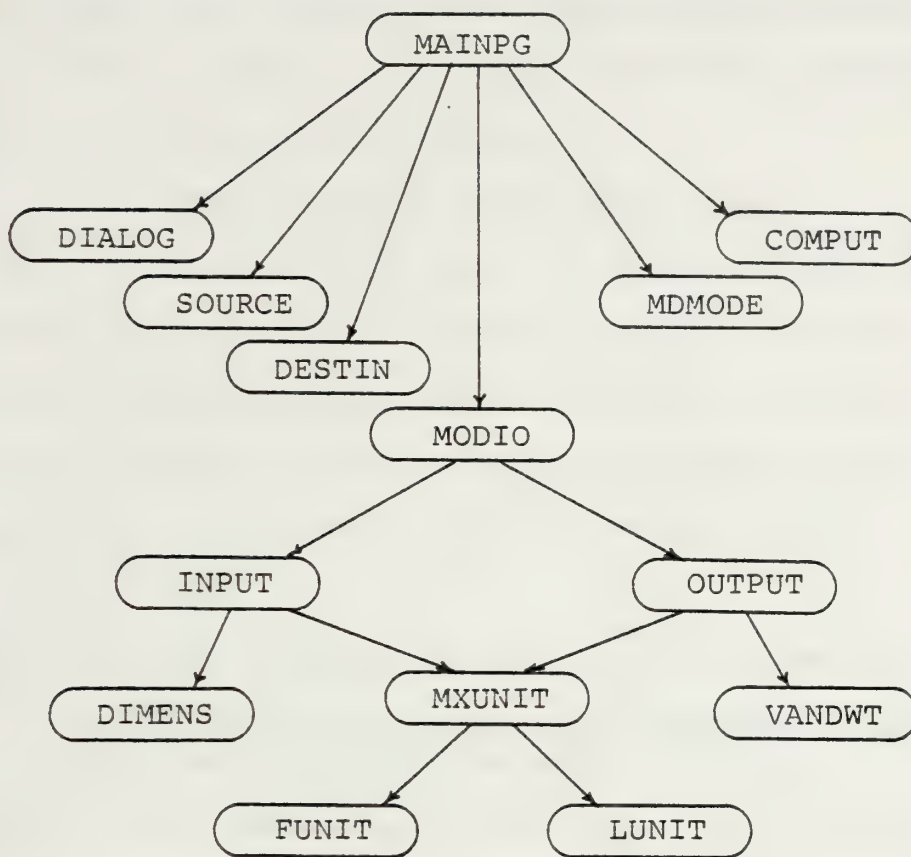 MAINPG
DIALOG
COMPUT
SOURCE
MDMODE
DESTIN
MODIO
INPUT
OUTPUT
DIMENS
MXUNIT
VANDWT
FUNIT
LUNIT